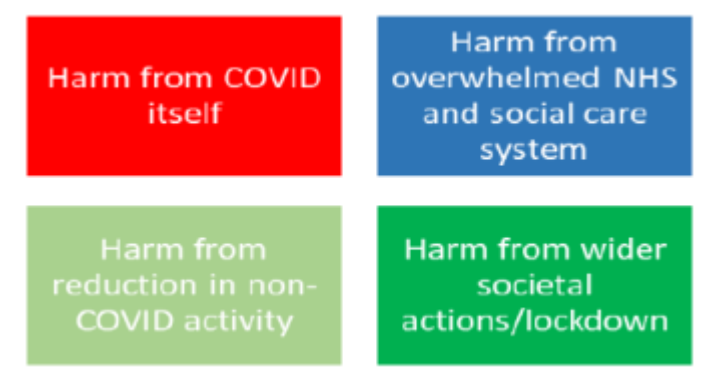 Harm from COVID
itself
Harm from
overwhelmed NHS
and social care
system
Harm from
reduction in non-
COVID activity
Harm from wider
societal
actions/lockdown